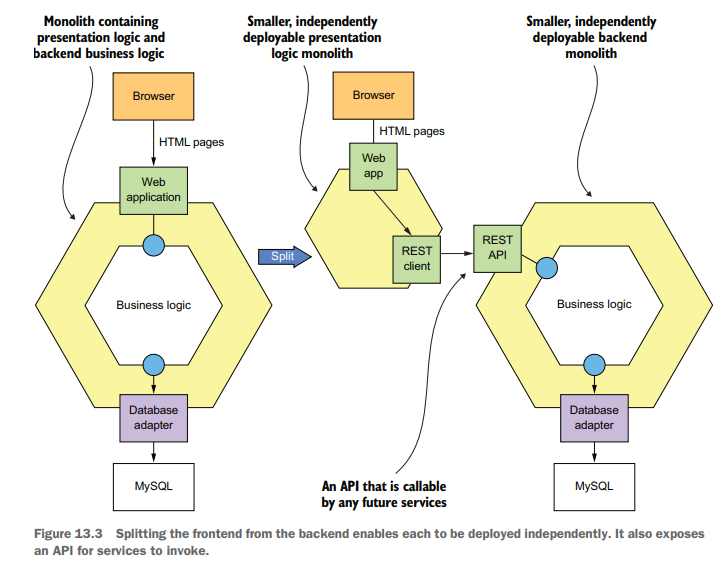 Monolith containing
presentation logic and
backend business logic
Smaller, independently
deployable presentation
logic monolith
Smaller, independently
deployable backend
monolith
Browser
HTML pages
Web
application
Business logic
Database
adapter
MySQL
Split
Browser
HTML pages
Web
app
REST
client
REST
API
Business logic
Database
adapter
MySQL
An API that is callable
by any future services
Figure 13.3 Splitting the frontend from the backend enables each to be deployed independently. It also exposes
an API for services to invoke.